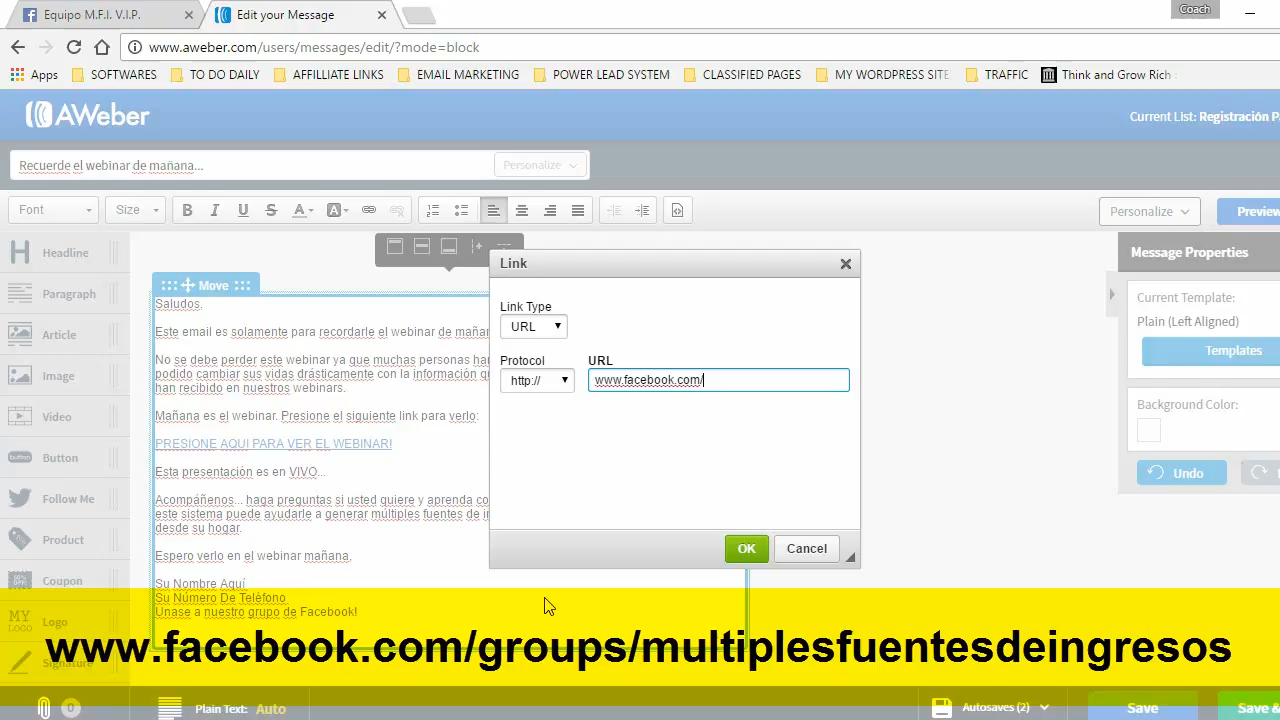 Equipo M.F.I. V.I.P.
Edit your Message
Coach
www.aweber.com/users/messages/edit/?mode=block
Apps SOFTWARES TO DO DAILY AFFILLIATE LINKS EMAIL MARKETING POWER LEAD SYSTEM CLASSIFIED PAGES MY WORDPRESS SITE TRAFFIC Think and Grow Rich
AWeber
Current List: Registración P
Recuerde el webinar de mañana...
Personalize
Font Size B I U S A A
Personalize
Preview
Headline
Paragraph
Article
Image
Video
Button
Follow Me
Product
Coupon
MY LOGO Logo
Signature
Move
Saludos.
Este email es solamente para recordarle el webinar de mañan
No se debe perder este webinar ya que muchas personas han
podido cambiar sus vidas drásticamente con la información q
han recibido en nuestros webinars.
Mañana es el webinar. Presione el siguiente link para verlo:
PRESIONE AQUI PARA VER EL WEBINAR!
Esta presentación es en VIVO...
Acompáñenos... haga preguntas si usted quiere y aprenda co
este sistema puede ayudarle a generar múltiples fuentes de i
desde su hogar.
Espero verlo en el webinar mañana,
Su Nombre Aquí
Su Número De Teléfono
Unase a nuestro grupo de Facebook!
Link
Link Type
URL
Protocol URL
http:// www.facebook.com/
OK Cancel
Message Properties
Current Template:
Plain (Left Aligned)
Templates
Background Color:
Undo
www.facebook.com/groups/multiplesfuentesdeingresos
0
Plain Text: Auto
Autosaves (2)
Save
Save &